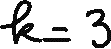 k = 3